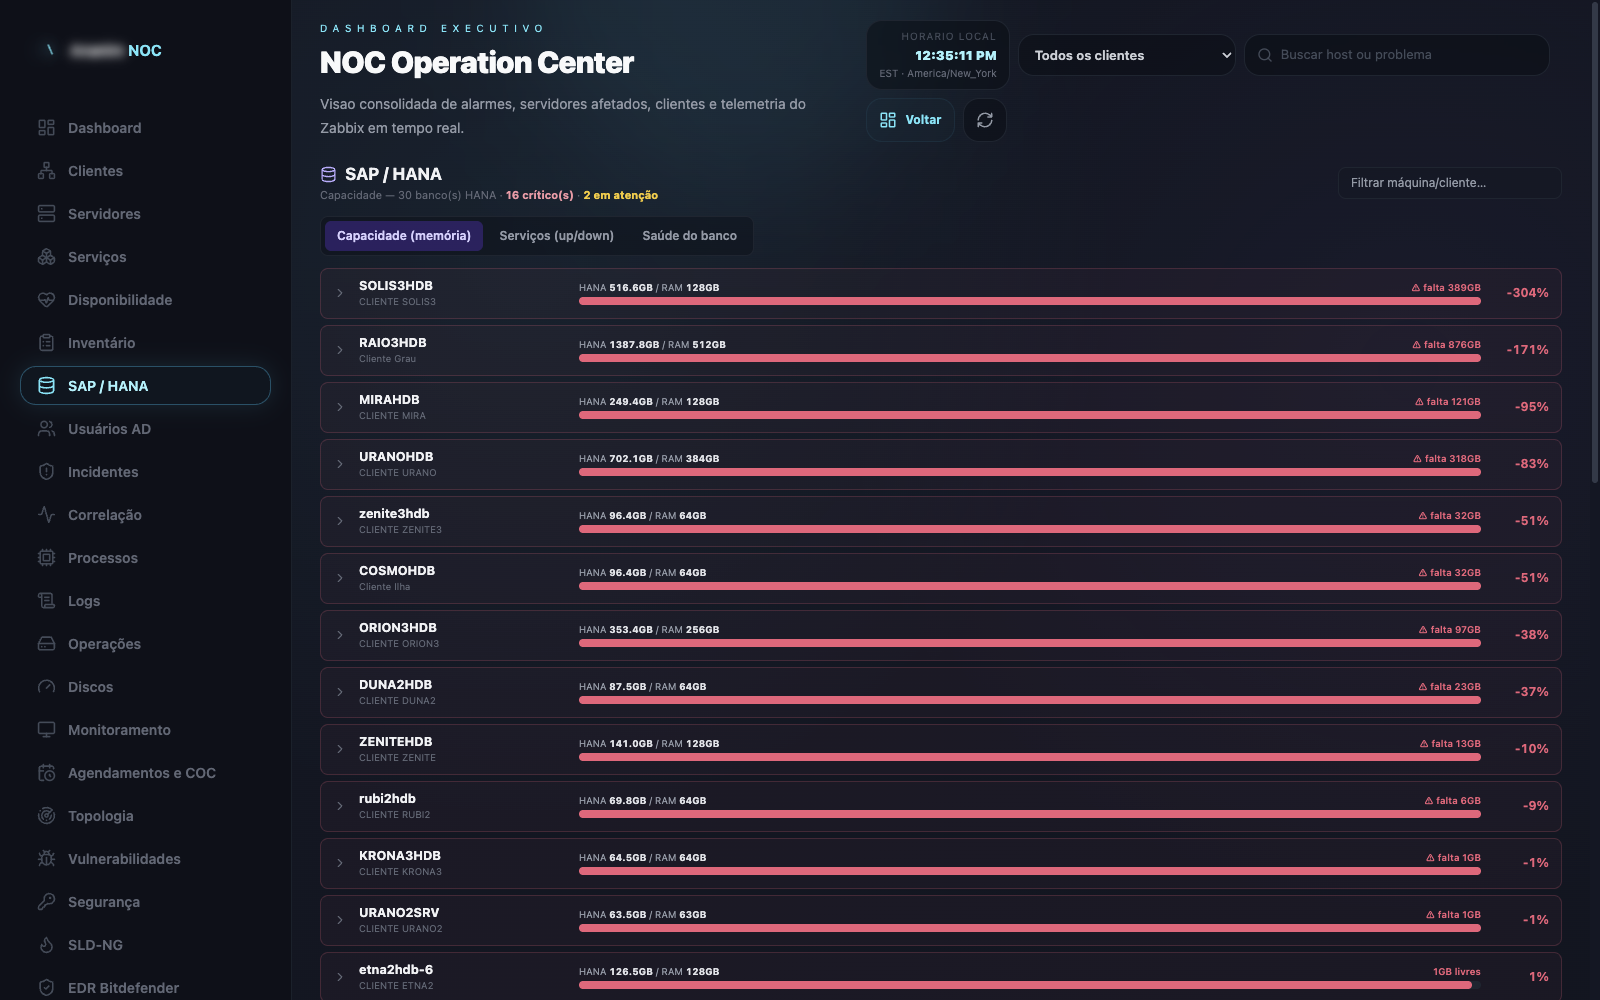 NOC
Dashboard
Clientes
Servidores
Serviços
Disponibilidade
Inventário
SAP / HANA
Usuários AD
Incidentes
Correlação
Processos
Logs
Operações
Discos
Monitoramento
Agendamentos e COC
Topologia
Vulnerabilidades
Segurança
SLD-NG
EDR Bitdefender
DASHBOARD EXECUTIVO
NOC Operation Center
Visao consolidada de alarmes, servidores afetados, clientes e telemetria do
Zabbix em tempo real.
HORARIO LOCAL
12:35:11 PM
EST · America/New_York
Todos os clientes
Buscar host ou problema
Voltar
SAP / HANA
Capacidade — 30 banco(s) HANA · 16 crítico(s) · 2 em atenção
Filtrar máquina/cliente...
Capacidade (memória) Serviços (up/down) Saúde do banco
SOLIS3HDB
CLIENTE SOLIS3
HANA 516.6GB / RAM 128GB
falta 389GB
-304%
RAIO3HDB
Cliente Grau
HANA 1387.8GB / RAM 512GB
falta 876GB
-171%
MIRAHDB
CLIENTE MIRA
HANA 249.4GB / RAM 128GB
falta 121GB
-95%
URANOHDB
CLIENTE URANO
HANA 702.1GB / RAM 384GB
falta 318GB
-83%
zenite3hdb
CLIENTE ZENITE3
HANA 96.4GB / RAM 64GB
falta 32GB
-51%
COSMOHDB
Cliente Ilha
HANA 96.4GB / RAM 64GB
falta 32GB
-51%
ORION3HDB
CLIENTE ORION3
HANA 353.4GB / RAM 256GB
falta 97GB
-38%
DUNA2HDB
CLIENTE DUNA2
HANA 87.5GB / RAM 64GB
falta 23GB
-37%
ZENITEHDB
CLIENTE ZENITE
HANA 141.0GB / RAM 128GB
falta 13GB
-10%
rubi2hdb
CLIENTE RUBI2
HANA 69.8GB / RAM 64GB
falta 6GB
-9%
KRONA3HDB
CLIENTE KRONA3
HANA 64.5GB / RAM 64GB
falta 1GB
-1%
URANO2SRV
CLIENTE URANO2
HANA 63.5GB / RAM 63GB
falta 1GB
-1%
etna2hdb-6
CLIENTE ETNA2
HANA 126.5GB / RAM 128GB
1GB livres
1%